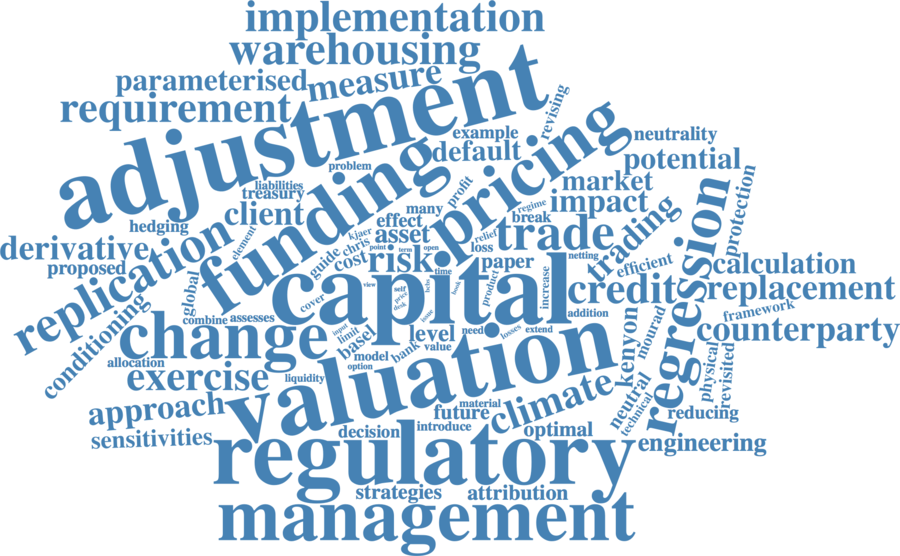 implementation
warehousing
parameterised
measure
requirement
adjustment
revising
example
neutrality
default
problem
funding
pricing
potential
liabilities
treasury
profit
market
client
many
regime
impact
hedging
effect
break
protection
derivative
replication
element
kjaer
chris
asset
relief
trade
trading
regression
proposed
guide
cost
point
term
open
risk
loss
paper
netting
efficient
calculation
conditioning
global
cover
capital
view
self
price
desk
time
book
issue
product
increase
credit
replacement
combine
assesses
change
input
limit
basel
level
need
losses
extend
addition
kenyon
mourad
framework
counterparty
allocation
exercise
liquidity
model
option
bank
value
valuation
climate
neutral
technical
physical
revisited
approach
sensitivities
decision
future
material
introduce
optimal
reducing
regulatory
engineering
strategies
attribution
management